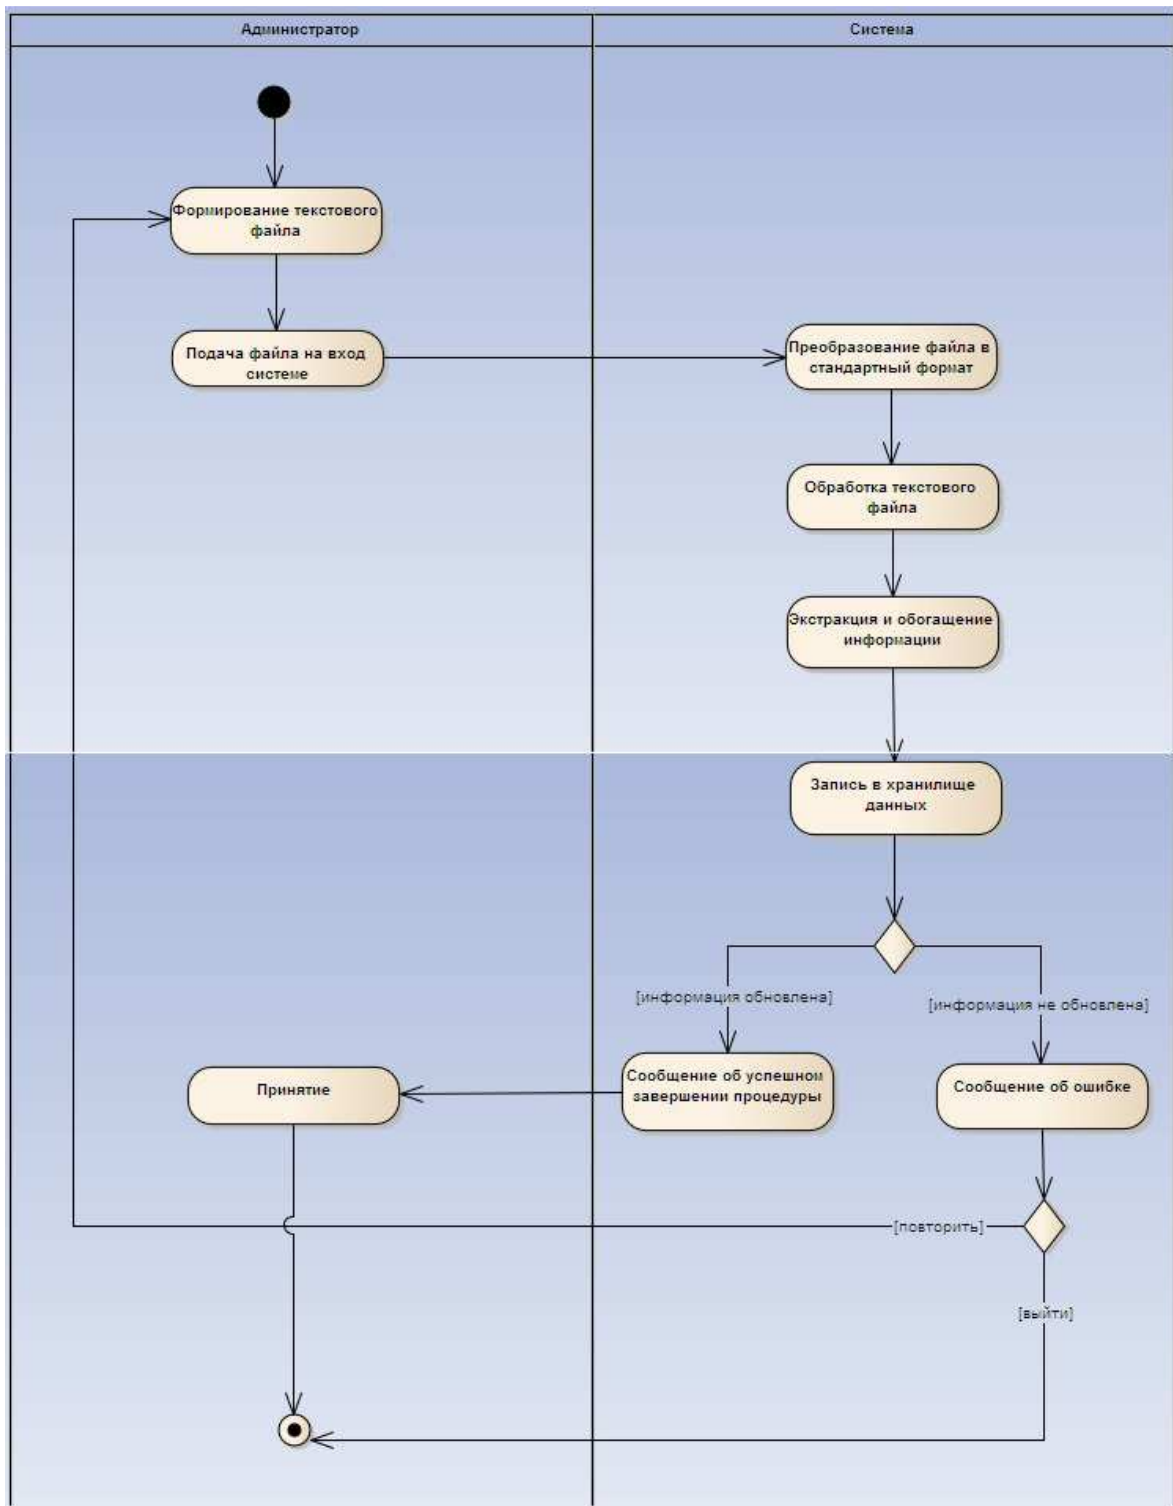 Администратор
Система
Формирование текстового
файла
Подача файла на вход
системе
Преобразование файла в
стандартный формат
Обработка текстового
файла
Экстракция и обогащение
информации
Запись в хранилище
данных
[информация обновлена]
[информация не обновлена]
Сообщение об успешном
завершении процедуры
Сообщение об ошибке
Принятие
[повторить]
[выйти]